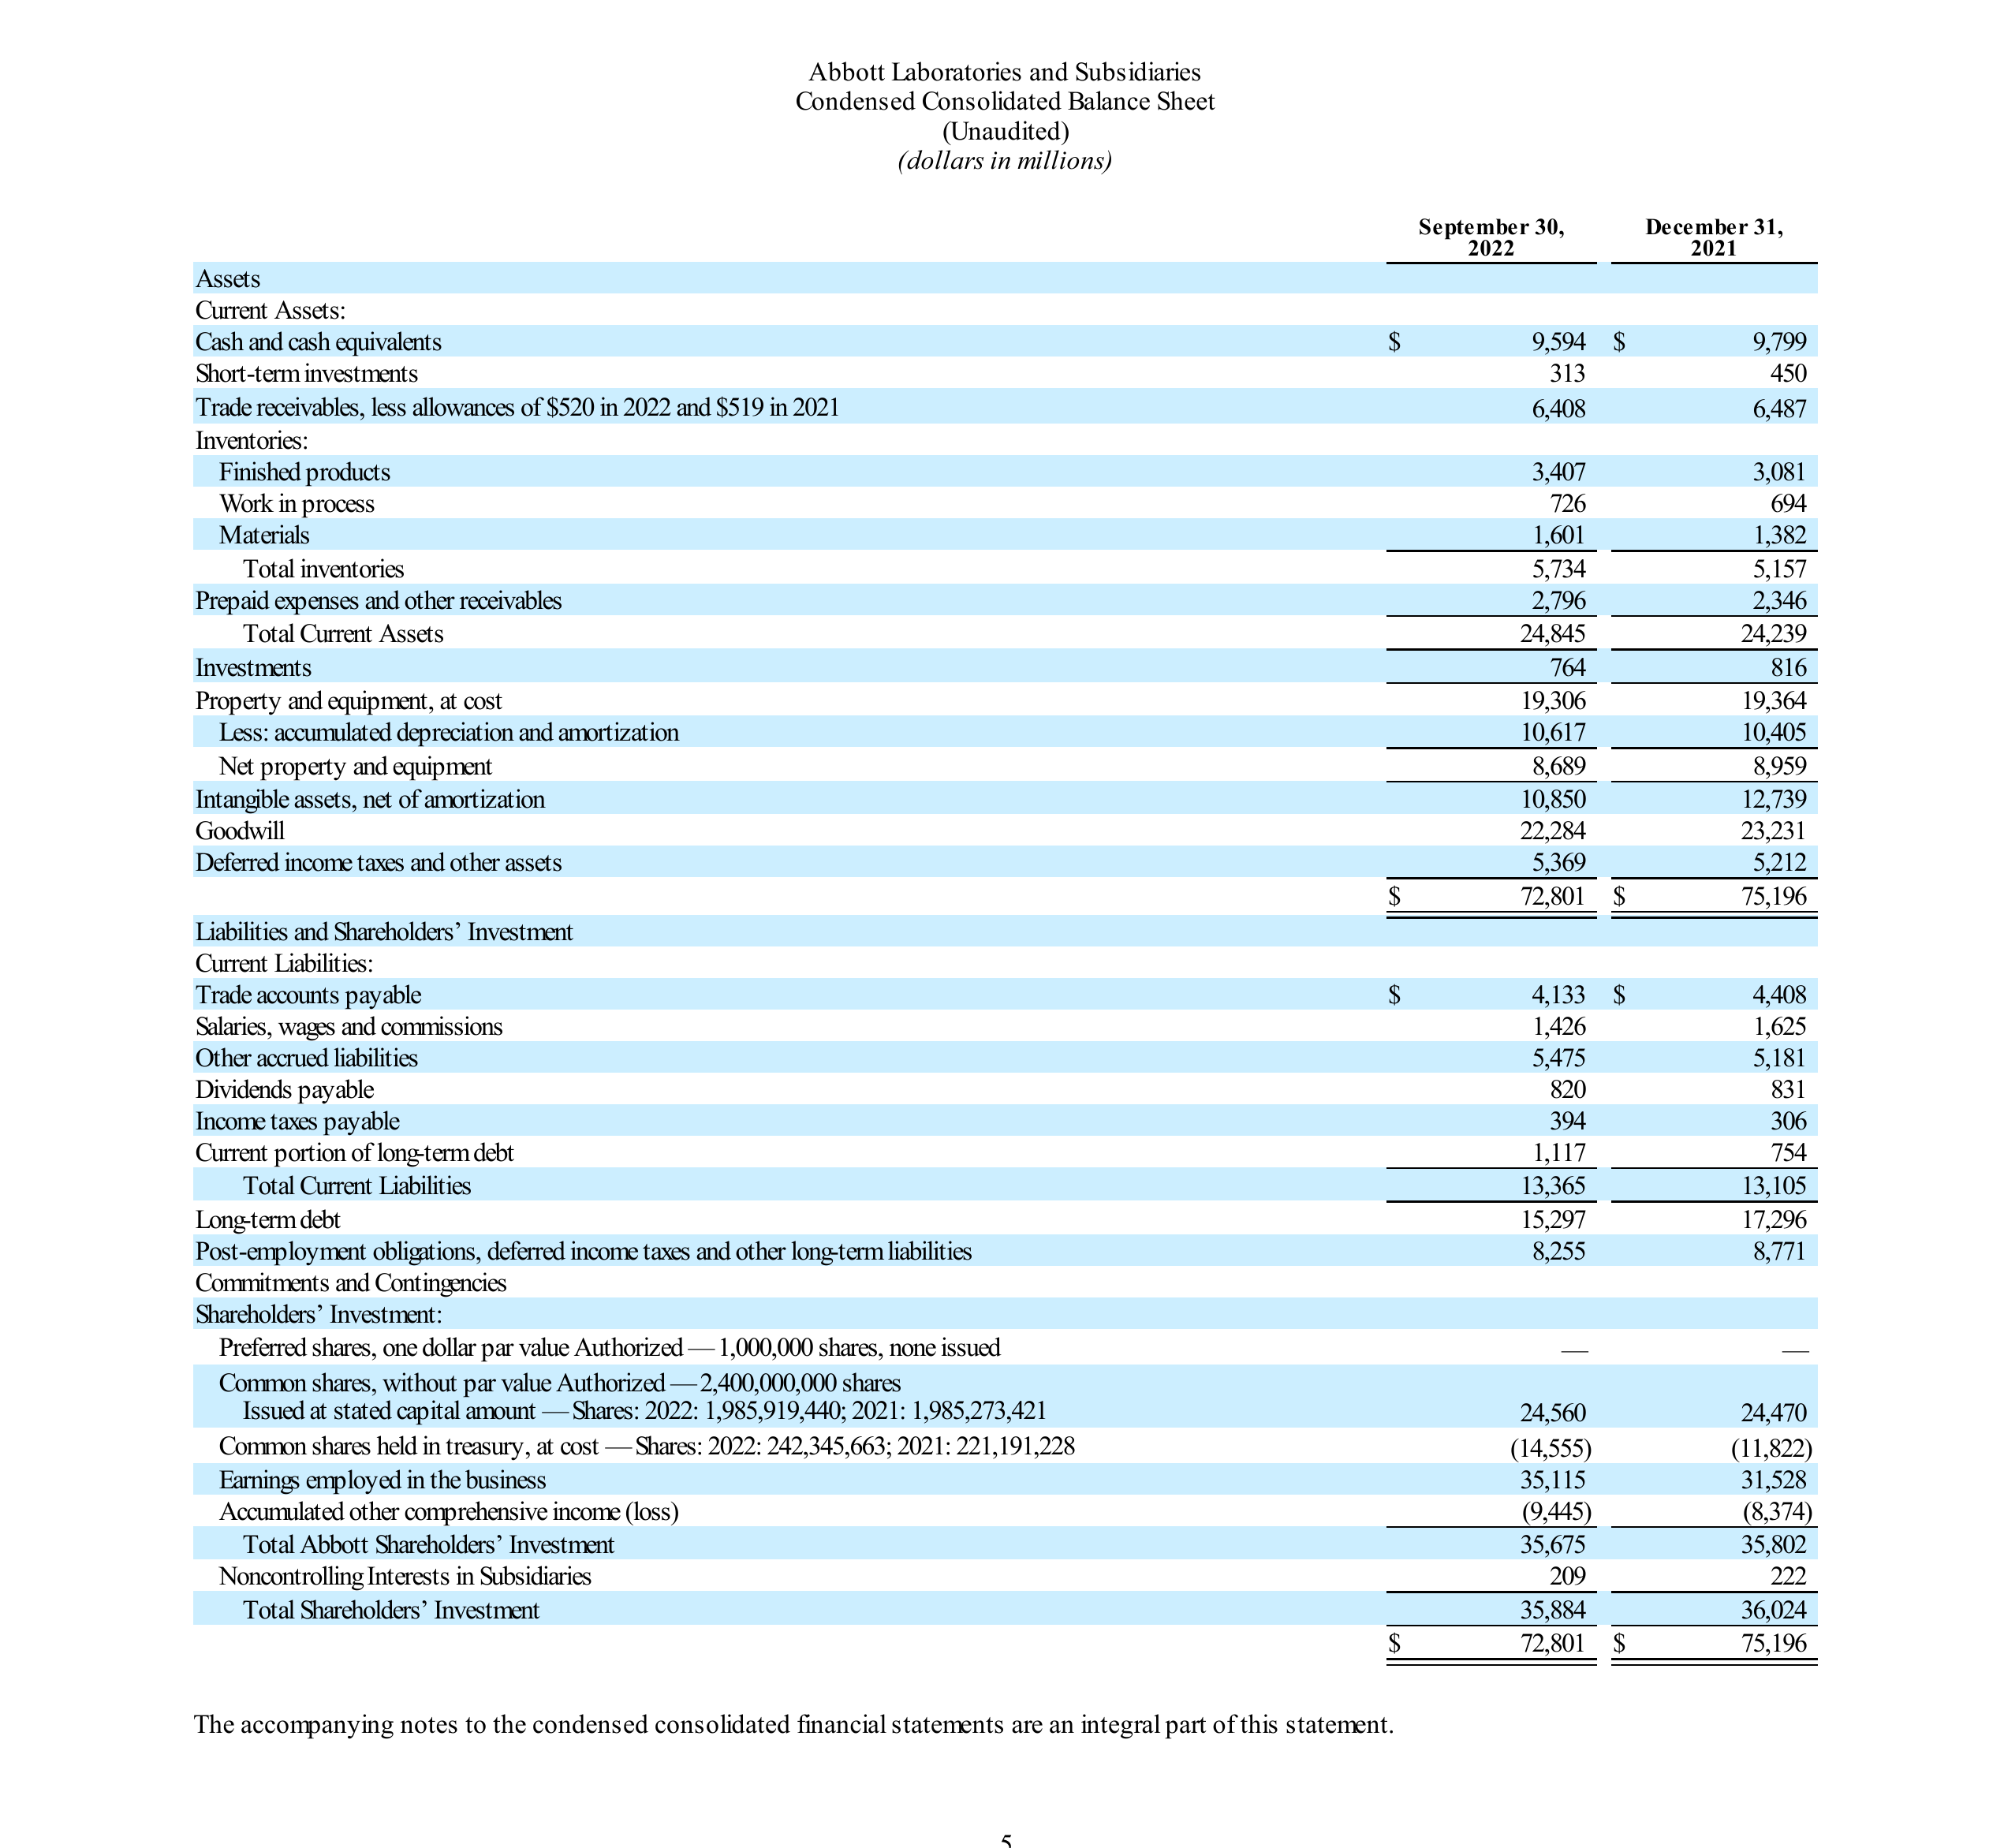 Abbott Laboratories and Subsidiaries
Condensed Consolidated Balance Sheet
(Unaudited)
(dollars in millions)
September 30, 2022 December 31, 2021
Assets
Current Assets:
Cash and cash equivalents $ 9,594 $ 9,799
Short-term investments 313 450
Trade receivables, less allowances of $520 in 2022 and $519 in 2021 6,408 6,487
Inventories:
Finished products 3,407 3,081
Work in process 726 694
Materials 1,601 1,382
Total inventories 5,734 5,157
Prepaid expenses and other receivables 2,796 2,346
Total Current Assets 24,845 24,239
Investments 764 816
Property and equipment, at cost 19,306 19,364
Less: accumulated depreciation and amortization 10,617 10,405
Net property and equipment 8,689 8,959
Intangible assets, net of amortization 10,850 12,739
Goodwill 22,284 23,231
Deferred income taxes and other assets 5,369 5,212
$ 72,801 $ 75,196
Liabilities and Shareholders’ Investment
Current Liabilities:
Trade accounts payable $ 4,133 $ 4,408
Salaries, wages and commissions 1,426 1,625
Other accrued liabilities 5,475 5,181
Dividends payable 820 831
Income taxes payable 394 306
Current portion of long-term debt 1,117 754
Total Current Liabilities 13,365 13,105
Long-term debt 15,297 17,296
Post-employment obligations, deferred income taxes and other long-term liabilities 8,255 8,771
Commitments and Contingencies
Shareholders’ Investment:
Preferred shares, one dollar par value Authorized — 1,000,000 shares, none issued — —
Common shares, without par value Authorized — 2,400,000,000 shares
Issued at stated capital amount — Shares: 2022: 1,985,919,440; 2021: 1,985,273,421 24,560 24,470
Common shares held in treasury, at cost — Shares: 2022: 242,345,663; 2021: 221,191,228 (14,555) (11,822)
Earnings employed in the business 35,115 31,528
Accumulated other comprehensive income (loss) (9,445) (8,374)
Total Abbott Shareholders’ Investment 35,675 35,802
Noncontrolling Interests in Subsidiaries 209 222
Total Shareholders’ Investment 35,884 36,024
$ 72,801 $ 75,196
The accompanying notes to the condensed consolidated financial statements are an integral part of this statement.
5